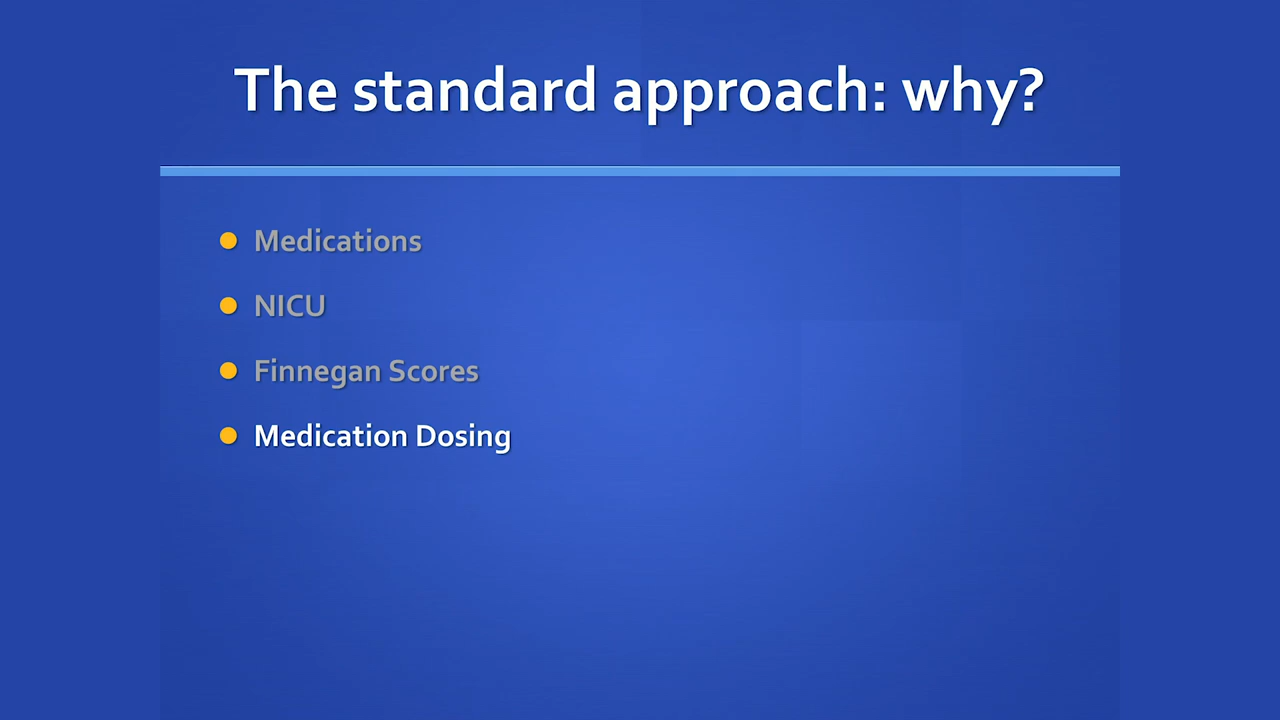 The standard approach: why?
Medications
NICU
Finnegan Scores
Medication Dosing